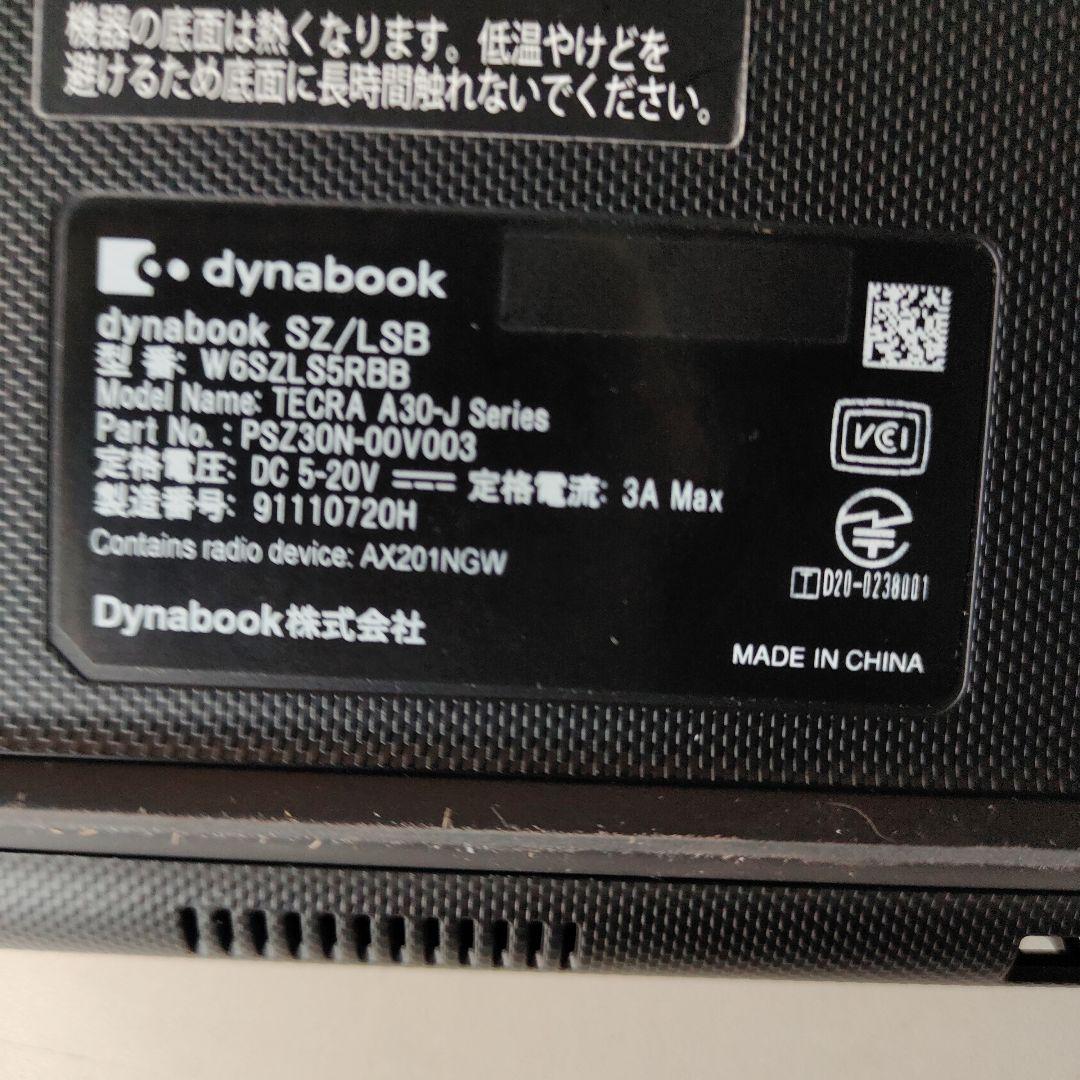 機器の底面は熱くなります。低温やけどを
避けるため底面に長時間触れないでください。
dynabook
dynabook SZ/LSB
型 番: W6SZLS5RBB
Model Name: TECRA A30-J Series
Part No. : PSZ30N-00V003
定格電圧: DC 5-20V 定格電流: 3A Max
製造番号: 91110720H
Contains radio device: AX201NGW
Dynabook株式会社
VCI
T D20-0238001
MADE IN CHINA